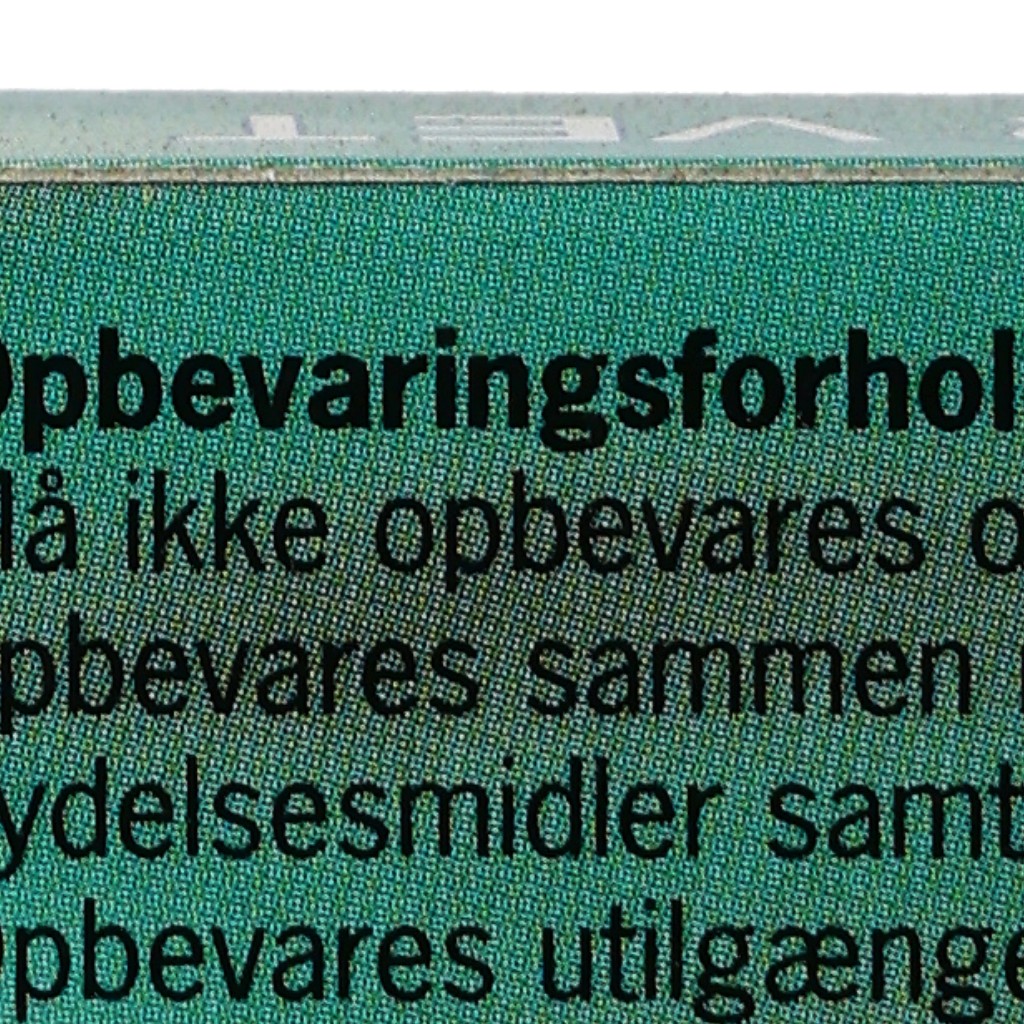 pbevaringsforhol
lå ikke opbevares o
pbevares sammen
ydelsesmidler samt
pbevares utilgænge